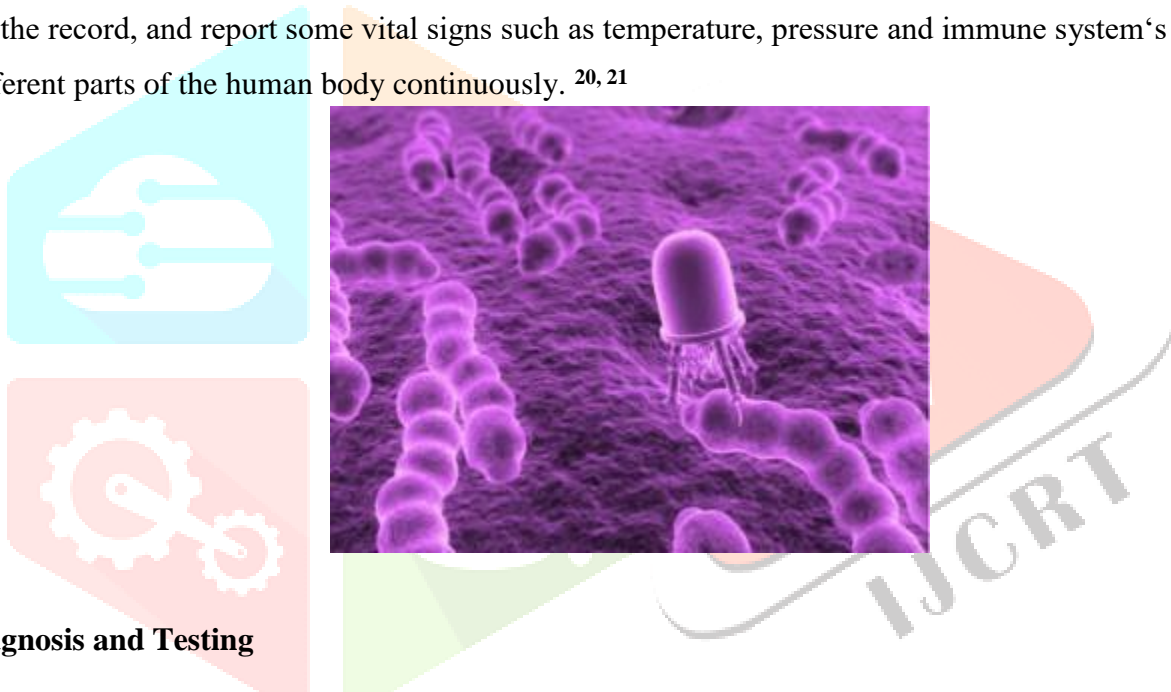 the record, and report some vital signs such as temperature, pressure and immune system‘s
ferent parts of the human body continuously. 20, 21
IJCRT
gnosis and Testing